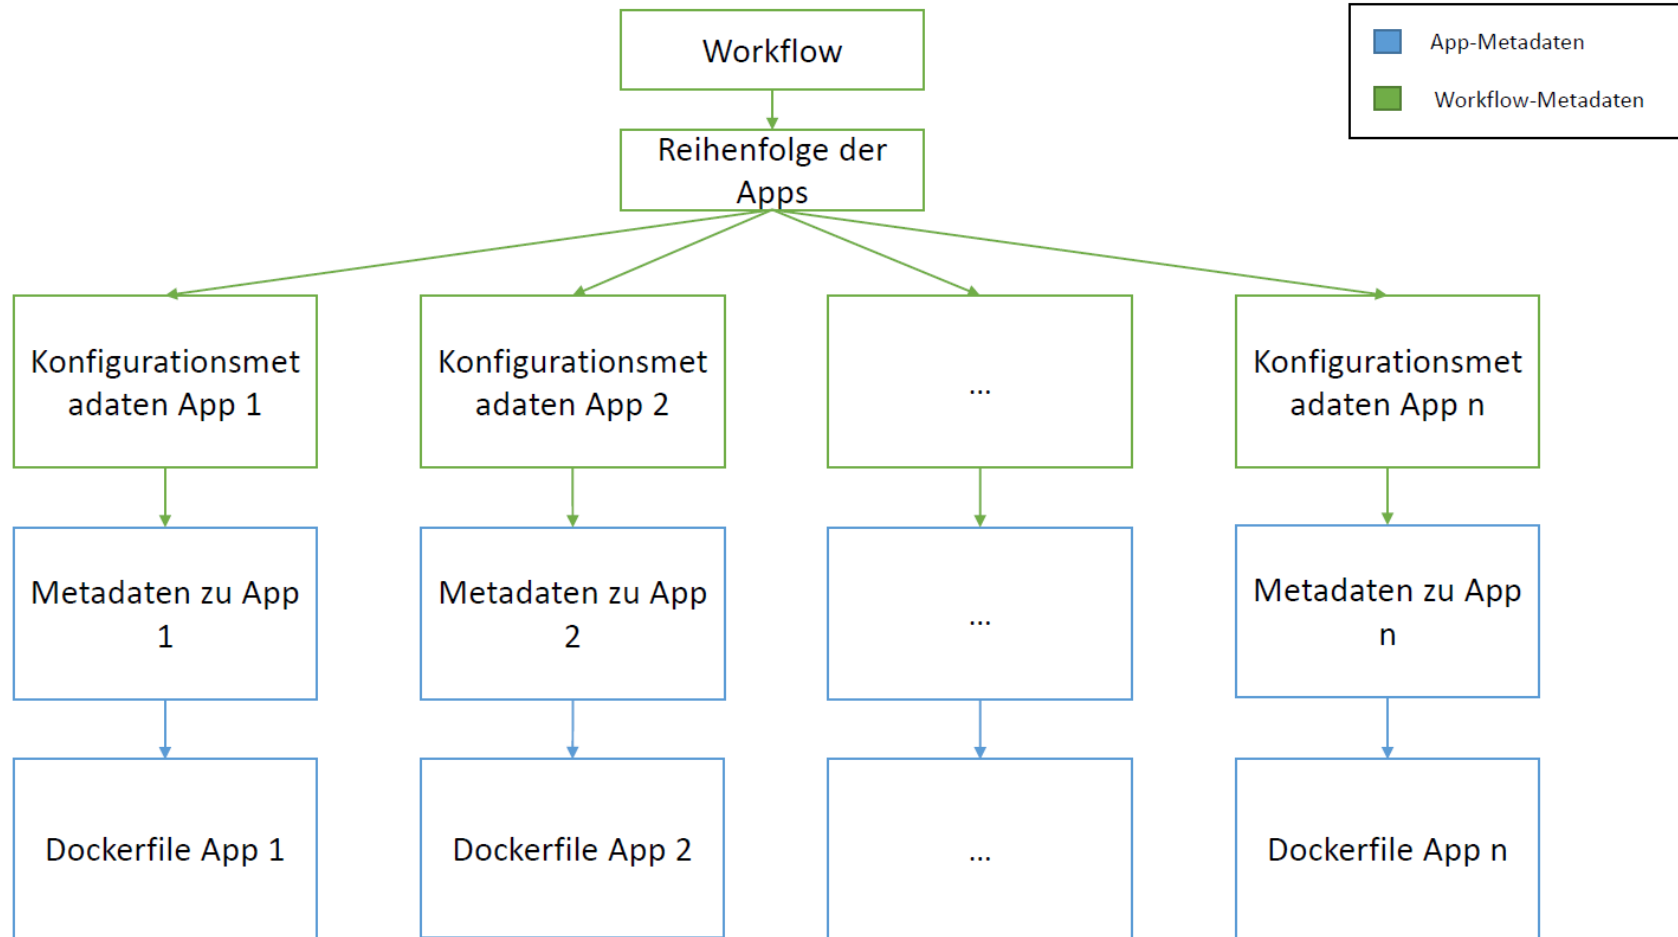 Workflow
App-Metadaten
Workflow-Metadaten
Reihenfolge der
Apps
Konfigurationsmet
adaten App 1
Konfigurationsmet
adaten App 2
...
Konfigurationsmet
adaten App n
Metadaten zu App
1
Metadaten zu App
2
...
Metadaten zu App
n
Dockerfile App 1
Dockerfile App 2
...
Dockerfile App n